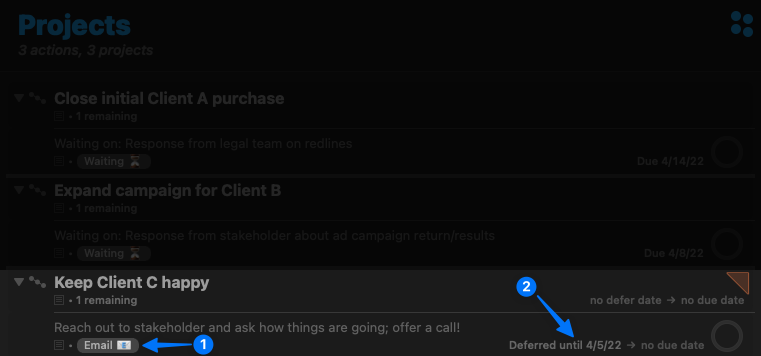 Projects
3 actions, 3 projects
Close initial Client A purchase
• 1 remaining
Waiting on: Response from legal team on redlines
• Waiting ⏳ Due 4/14/22
Expand campaign for Client B
• 1 remaining
Waiting on: Response from stakeholder about ad campaign return/results
• Waiting ⏳ Due 4/8/22
2
Keep Client C happy
• 1 remaining no defer date → no due date
Reach out to stakeholder and ask how things are going; offer a call!
• Email 📧 1 Deferred until 4/5/22 → no due date